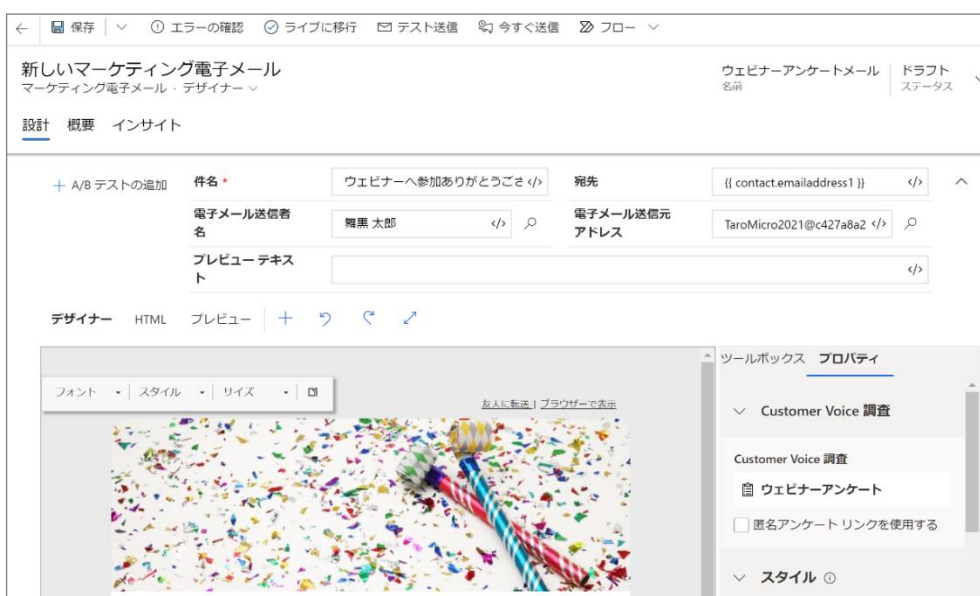 保存 エラーの確認 ライブに移行 テスト送信 今すぐ送信 フロー
新しいマーケティング電子メール
マーケティング電子メール · デザイナー
ウェビナーアンケートメール
名前
ドラフト
ステータス
設計 概要 インサイト
A/B テストの追加
件名 *
ウェビナーへ参加ありがとうござ
宛先
{{ contact.emailaddress1 }}
電子メール送信者
名
舞黒 太郎
電子メール送信元
アドレス
TaroMicro2021@c427a8a2
プレビュー テキス
ト
デザイナー HTML プレビュー
ツールボックス プロパティ
フォント スタイル サイズ
友人に転送 | ブラウザーで表示
Customer Voice 調査
Customer Voice 調査
ウェビナーアンケート
匿名アンケート リンクを使用する
スタイル